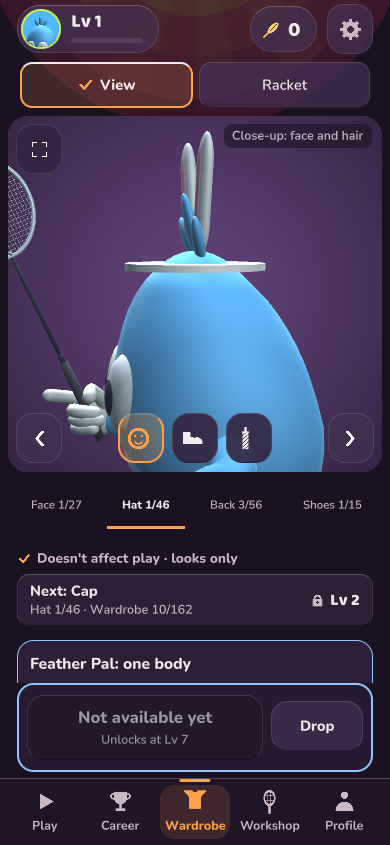 Lv 1
0
View
Racket
Close-up: face and hair
Face 1/27
Hat 1/46
Back 3/56
Shoes 1/15
Doesn't affect play · looks only
Next: Cap
Hat 1/46 · Wardrobe 10/162
Lv 2
Feather Pal: one body
Not available yet
Unlocks at Lv 7
Drop
Play
Career
Wardrobe
Workshop
Profile